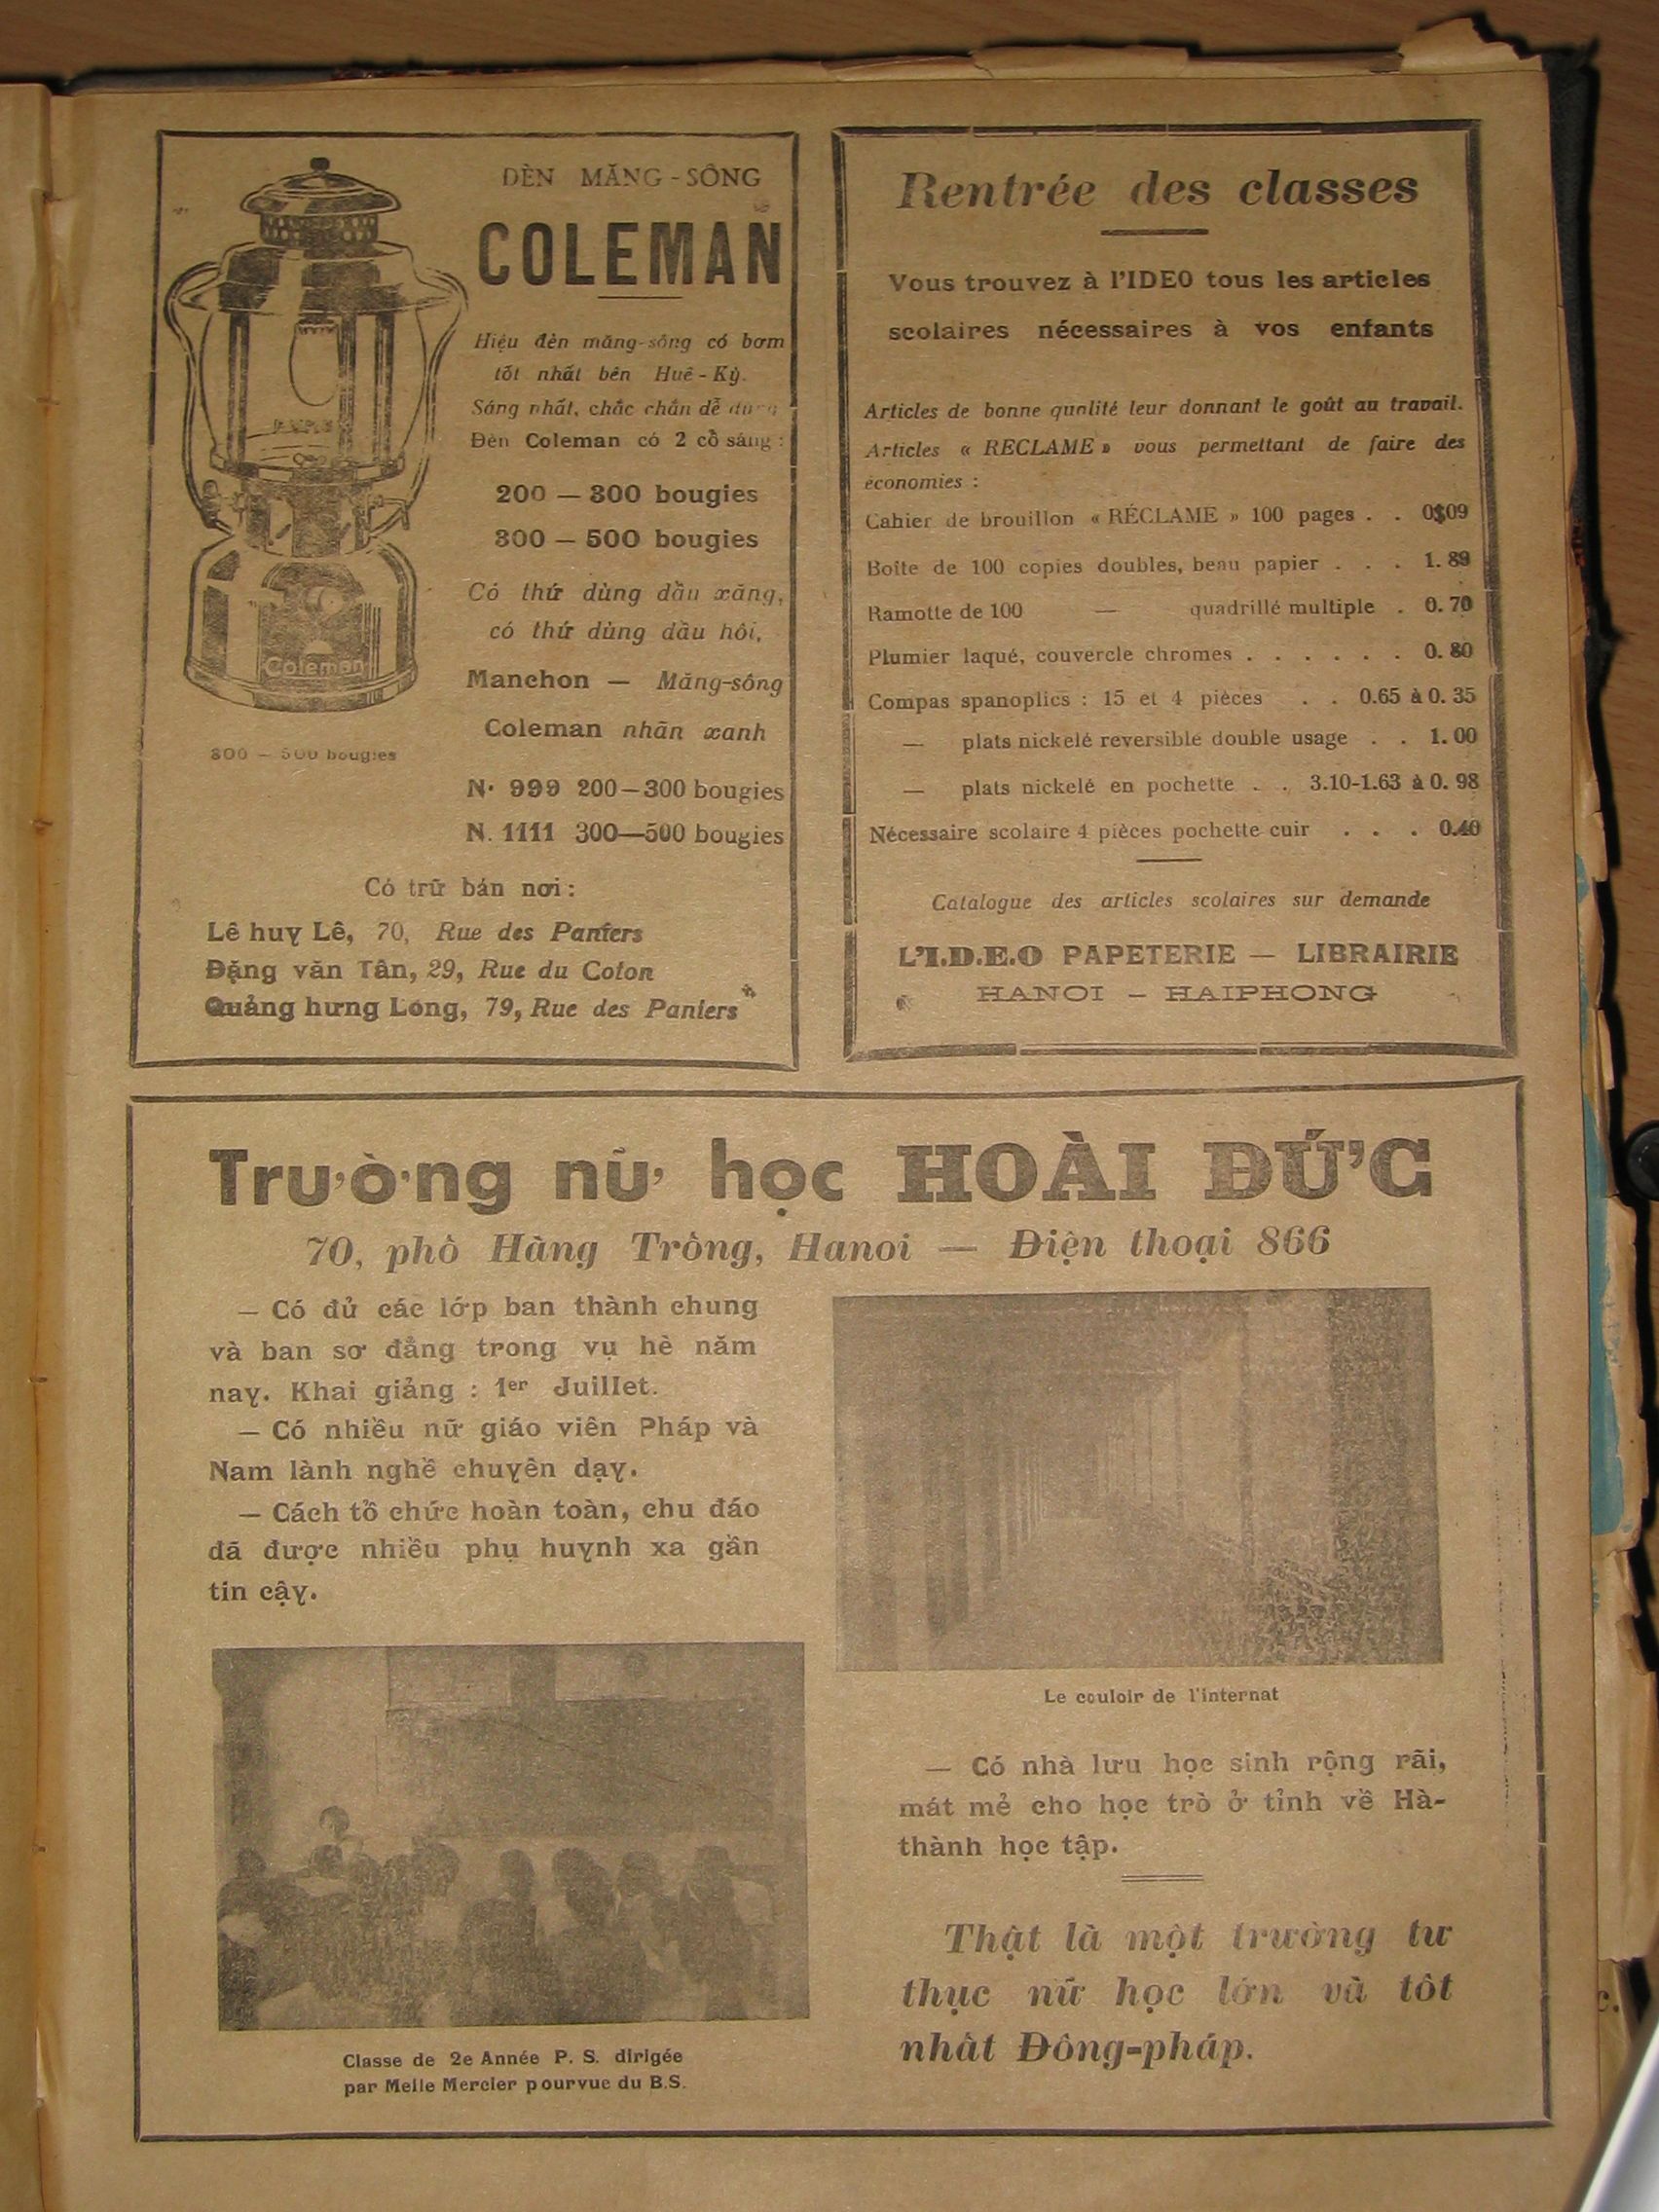 ĐÈN MĂNG-SÔNG
COLEMAN
Hiệu đèn măng-sông có bơm
tốt nhất bên Huê-Kỳ.
Sáng nhất, chắc chắn dễ dùng
Đèn Coleman có 2 cỡ sáng :
200 — 300 bougies
300 — 500 bougies
Có thứ dùng dầu xăng,
có thứ dùng dầu hôi,
Manchon — Măng-sông
Coleman nhãn xanh
N· 999 200—300 bougies
N. 1111 300—500 bougies
Coleman
300 — 500 bougies
Có trữ bán nơi :
Lê huy Lê, 70, Rue des Paniers
Đặng văn Tân, 29, Rue du Coton
Quảng hưng Long, 79, Rue des Paniers
Rentrée des classes
Vous trouvez à l'IDEO tous les articles
scolaires nécessaires à vos enfants
Articles de bonne qualité leur donnant le goût au travail.
Articles « RECLAME » vous permettant de faire des
économies :
Cahier de brouillon « RÉCLAME » 100 pages . . 0$09
Boîte de 100 copies doubles, beau papier . . . 1.89
Ramotte de 100 — quadrillé multiple . 0.70
Plumier laqué, couvercle chromes . . . . . . 0.80
Compas spanoplics : 15 et 4 pièces . . 0.65 à 0.35
— plats nickelé reversible double usage . . 1.00
— plats nickelé en pochette . . 3.10-1.63 à 0.98
Nécessaire scolaire 4 pièces pochette cuir . . . 0.40
Catalogue des articles scolaires sur demande
L'I.D.E.O PAPETERIE — LIBRAIRIE
HANOI — HAIPHONG
Trường nữ học HOÀI ĐỨC
70, phố Hàng Trống, Hanoi — Điện thoại 866
— Có đủ các lớp ban thành chung
và ban sơ đẳng trong vụ hè năm
nay. Khai giảng : 1er Juillet.
— Có nhiều nữ giáo viên Pháp và
Nam lành nghề chuyên dạy.
— Cách tổ chức hoàn toàn, chu đáo
đã được nhiều phụ huynh xa gần
tin cậy.
Classe de 2e Année P. S. dirigée
par Melle Mercier pourvue du B.S.
Le couloir de l'internat
— Có nhà lưu học sinh rộng rãi,
mát mẻ cho học trò ở tỉnh về Hà-
thành học tập.
Thật là một trường tư
thục nữ học lớn và tốt
nhất Đông-pháp.